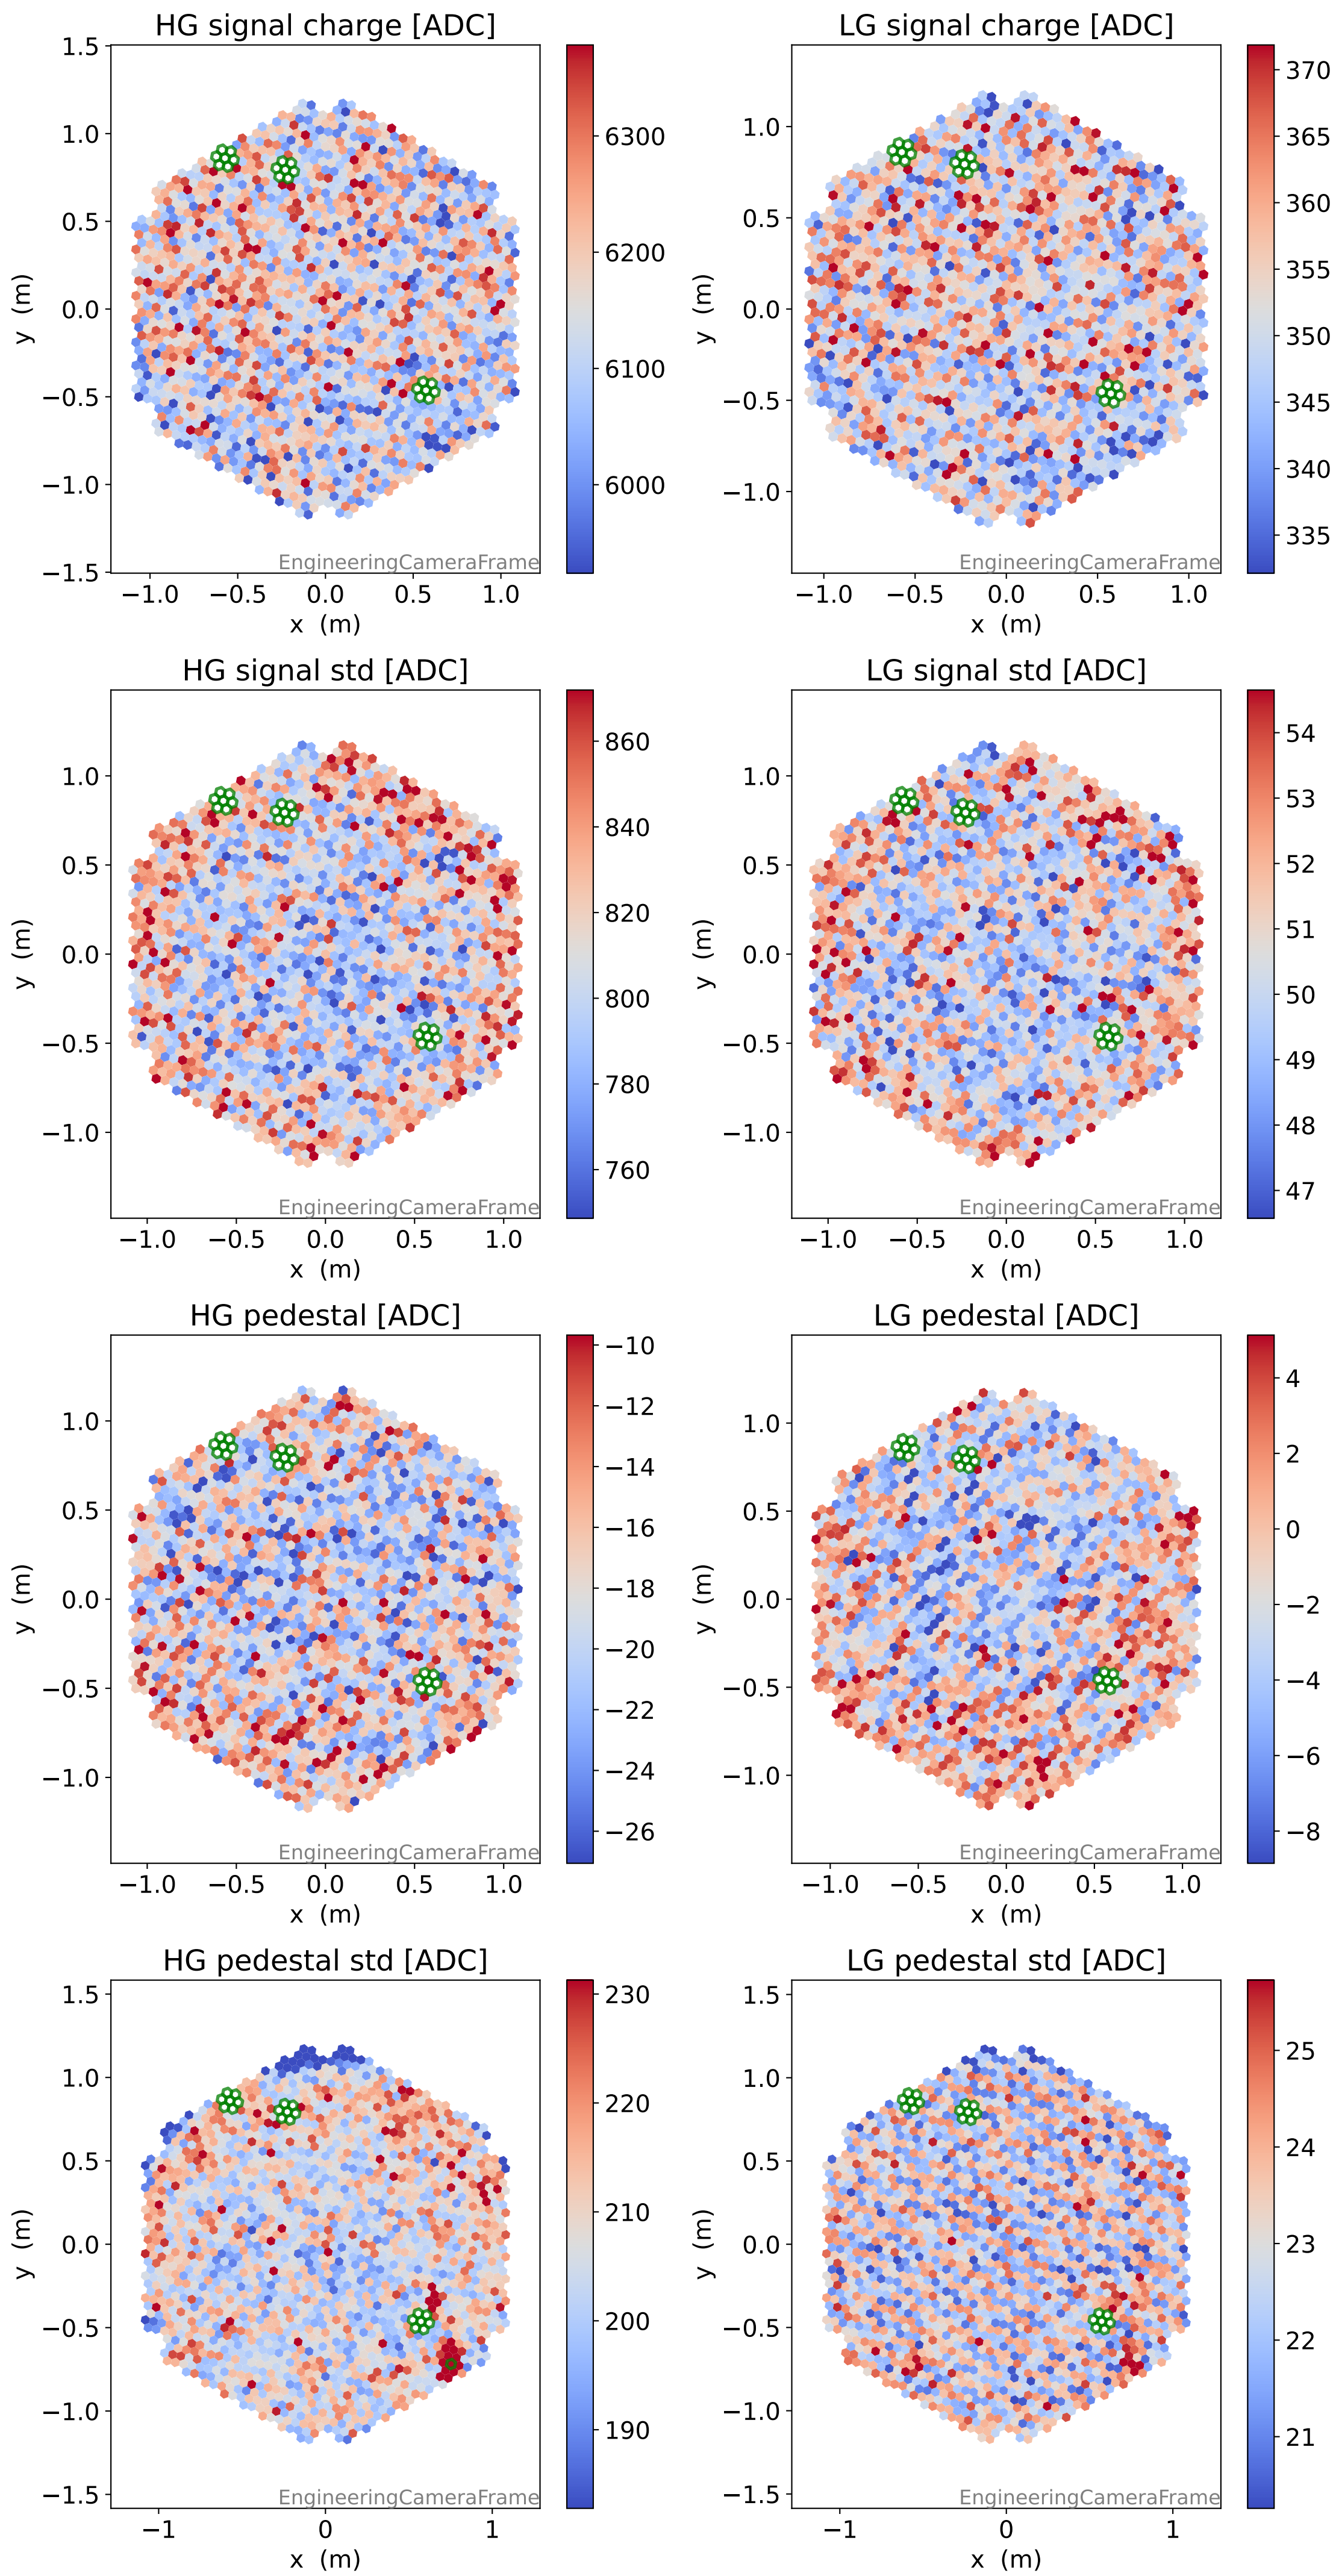 HG signal charge [ADC]
1.5
1.0
0.5
0.0
−0.5
−1.0
−1.5
y (m)
−1.0 −0.5 0.0 0.5 1.0
x (m)
EngineeringCameraFrame
6300
6200
6100
6000
LG signal charge [ADC]
1.0
0.5
0.0
−0.5
−1.0
y (m)
−1.0 −0.5 0.0 0.5 1.0
x (m)
EngineeringCameraFrame
370
365
360
355
350
345
340
335
HG signal std [ADC]
1.0
0.5
0.0
−0.5
−1.0
y (m)
−1.0 −0.5 0.0 0.5 1.0
x (m)
EngineeringCameraFrame
860
840
820
800
780
760
LG signal std [ADC]
1.0
0.5
0.0
−0.5
−1.0
y (m)
−1.0 −0.5 0.0 0.5 1.0
x (m)
EngineeringCameraFrame
54
53
52
51
50
49
48
47
HG pedestal [ADC]
1.0
0.5
0.0
−0.5
−1.0
y (m)
−1.0 −0.5 0.0 0.5 1.0
x (m)
EngineeringCameraFrame
−10
−12
−14
−16
−18
−20
−22
−24
−26
LG pedestal [ADC]
1.0
0.5
0.0
−0.5
−1.0
y (m)
−1.0 −0.5 0.0 0.5 1.0
x (m)
EngineeringCameraFrame
4
2
0
−2
−4
−6
−8
HG pedestal std [ADC]
1.5
1.0
0.5
0.0
−0.5
−1.0
−1.5
y (m)
−1 0 1
x (m)
EngineeringCameraFrame
230
220
210
200
190
LG pedestal std [ADC]
1.5
1.0
0.5
0.0
−0.5
−1.0
−1.5
y (m)
−1 0 1
x (m)
EngineeringCameraFrame
25
24
23
22
21